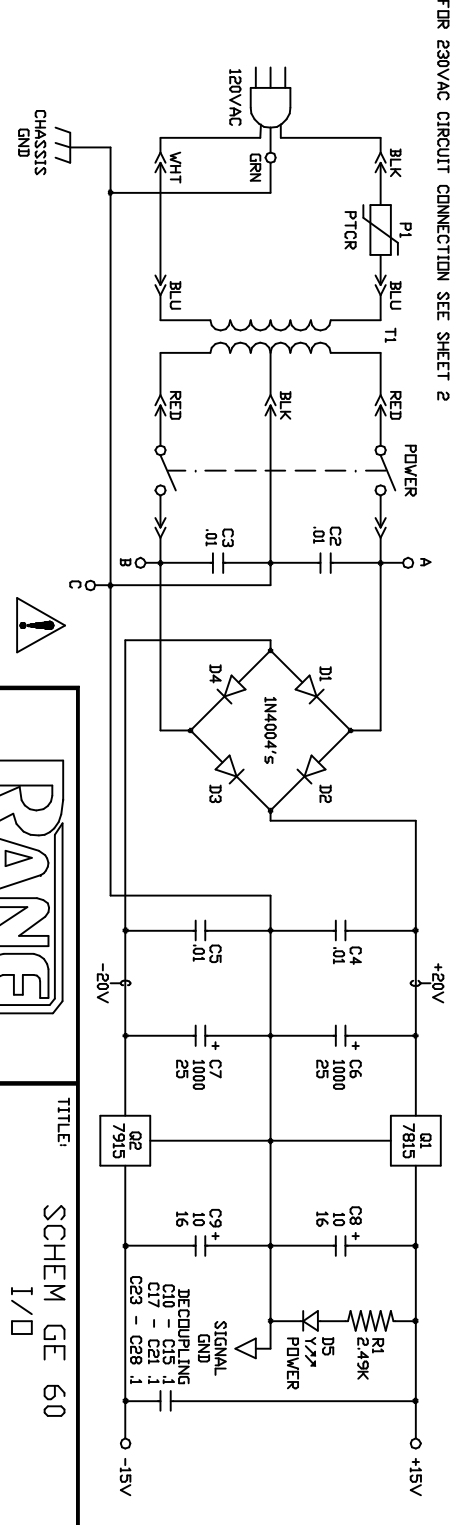 FOR 230VAC CIRCUIT CONNECTION SEE SHEET 2
120VAC
BLK
P1
PTCR
BLU
T1
RED
POWER
A
GRN
BLK
WHT
BLU
RED
C2
.01
C3
.01
B
C
CHASSIS
GND
D1
D2
D3
D4
1N4004's
+20V
-20V
C4
.01
C5
.01
C6
1000
25
+
C7
1000
25
+
Q1
7815
Q2
7915
C8
10
16
+
C9
10
16
+
R1
2.49K
D5
Y
POWER
SIGNAL
GND
DECOUPLING
C10 - C15 .1
C17 - C21 .1
C23 - C28 .1
+15V
-15V
!
RANE
TITLE:
SCHEM GE 60
I/O